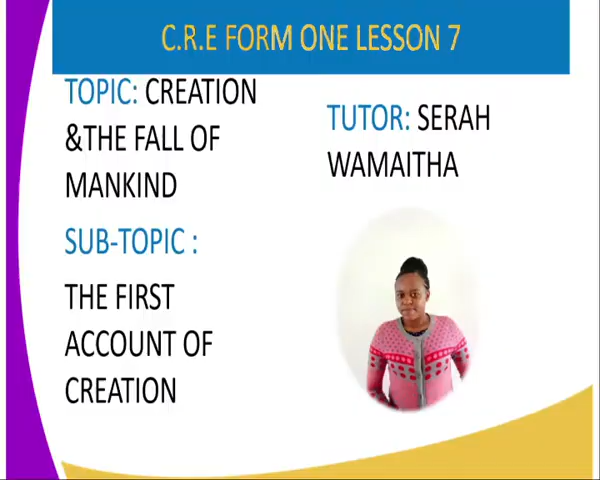 C.R.E FORM ONE LESSON 7
TOPIC: CREATION
&THE FALL OF
MANKIND
SUB-TOPIC :
THE FIRST
ACCOUNT OF
CREATION
TUTOR: SERAH
WAMAITHA